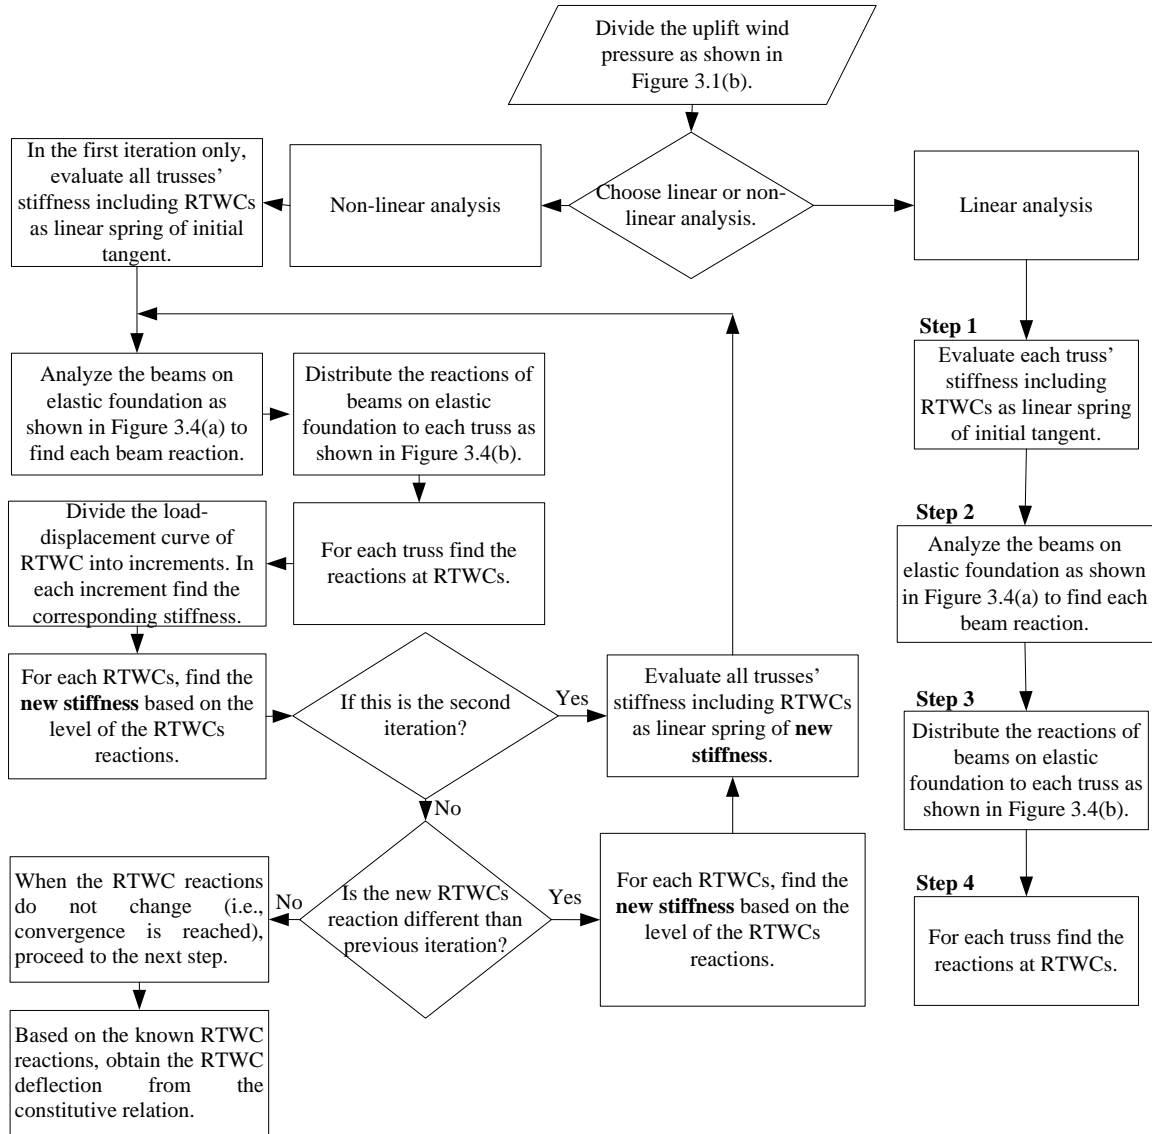 Divide the uplift wind
pressure as shown in
Figure 3.1(b).
Choose linear or non-
linear analysis.
Non-linear analysis
In the first iteration only,
evaluate all trusses’
stiffness including RTWCs
as linear spring of initial
tangent.
Linear analysis
Analyze the beams on
elastic foundation as
shown in Figure 3.4(a) to
find each beam reaction.
Distribute the reactions of
beams on elastic
foundation to each truss as
shown in Figure 3.4(b).
For each truss find the
reactions at RTWCs.
Divide the load-
displacement curve of
RTWC into increments. In
each increment find the
corresponding stiffness.
For each RTWCs, find the
new stiffness based on the
level of the RTWCs
reactions.
If this is the second
iteration?
Yes
Evaluate all trusses’
stiffness including RTWCs
as linear spring of new
stiffness.
No
Is the new RTWCs
reaction different than
previous iteration?
Yes
For each RTWCs, find the
new stiffness based on the
level of the RTWCs
reactions.
No
When the RTWC reactions
do not change (i.e.,
convergence is reached),
proceed to the next step.
Based on the known RTWC
reactions, obtain the RTWC
deflection from the
constitutive relation.
Step 1
Evaluate each truss’
stiffness including
RTWCs as linear spring
of initial tangent.
Step 2
Analyze the beams on
elastic foundation as shown
in Figure 3.4(a) to find each
beam reaction.
Step 3
Distribute the reactions of
beams on elastic
foundation to each truss as
shown in Figure 3.4(b).
Step 4
For each truss find the
reactions at RTWCs.